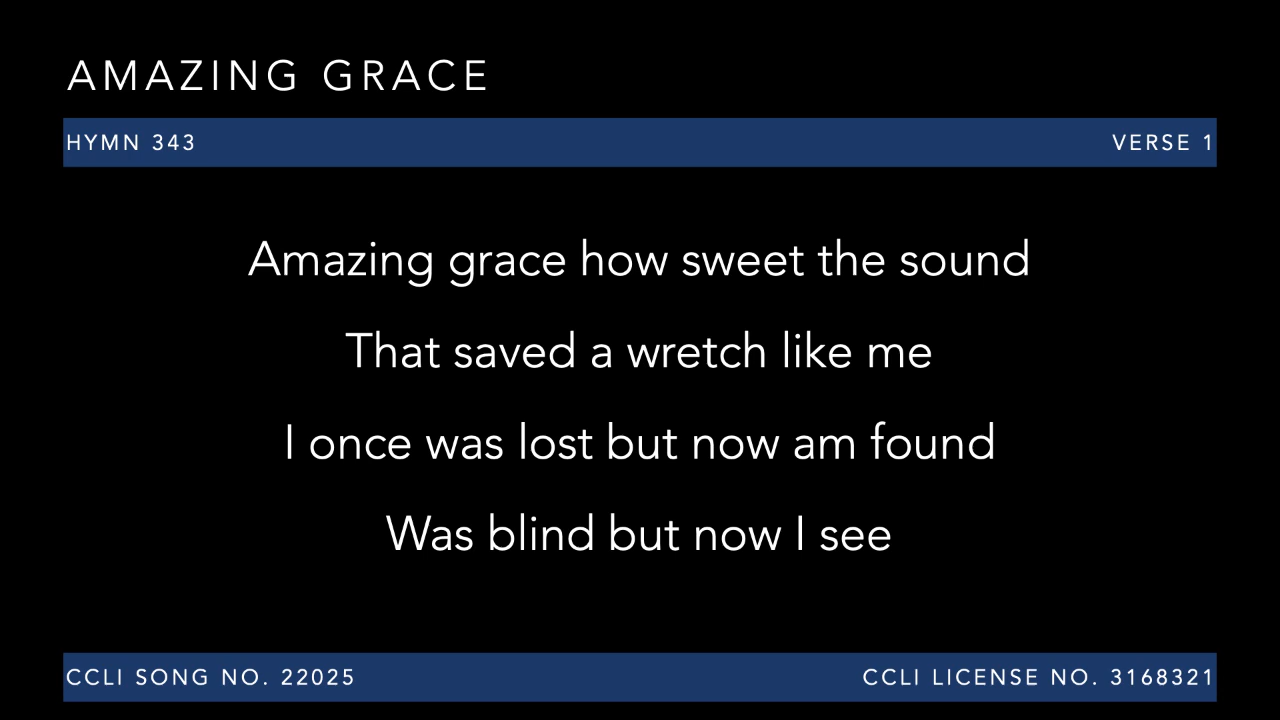 AMAZING GRACE
HYMN 343
VERSE 1
Amazing grace how sweet the sound
That saved a wretch like me
I once was lost but now am found
Was blind but now I see
CCLI SONG NO. 22025
CCLI LICENSE NO. 3168321